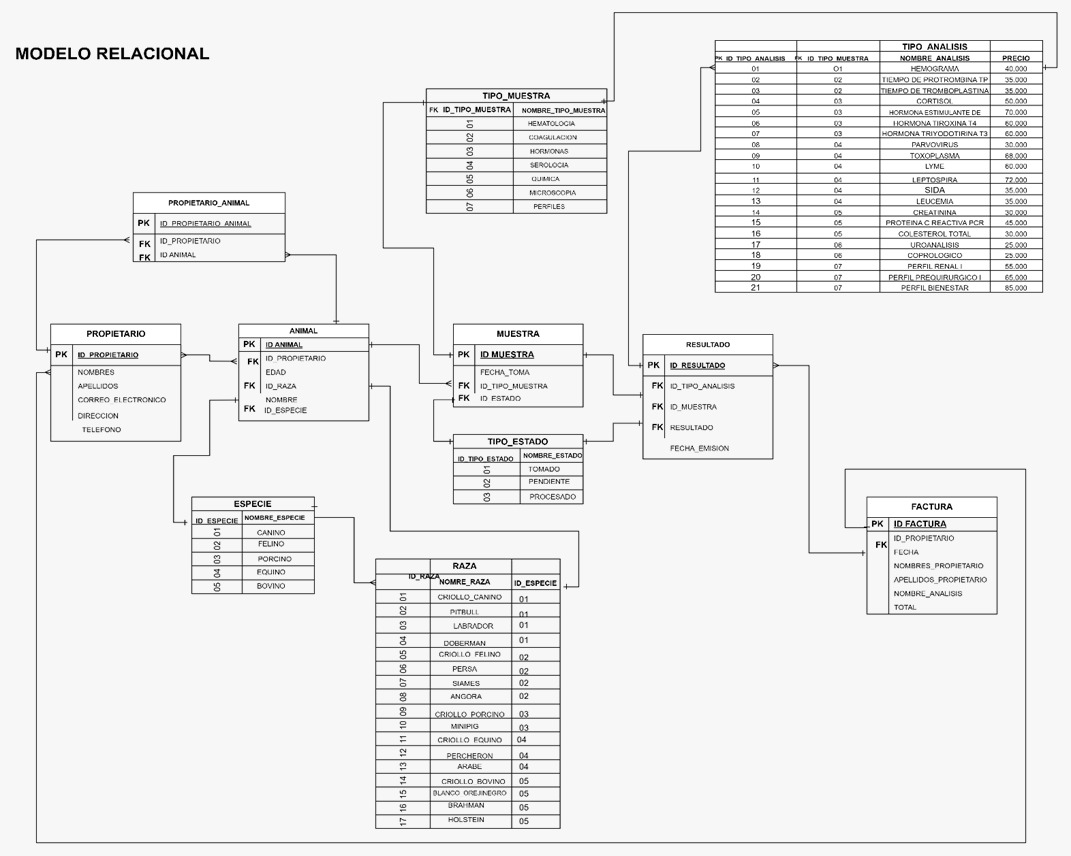 MODELO RELACIONAL
TIPO_ANALISIS
PK ID_TIPO_ANALISIS FK ID_TIPO_MUESTRA NOMBRE_ANALISIS PRECIO
01 O1 HEMOGRAMA 40.000
02 02 TIEMPO DE PROTROMBINA TP 35.000
03 02 TIEMPO DE TROMBOPLASTINA 35.000
04 03 CORTISOL 50.000
05 03 HORMONA ESTIMULANTE DE 70.000
06 03 HORMONA TIROXINA T4 60.000
07 03 HORMONA TRIYODOTIRINA T3 60.000
08 04 PARVOVIRUS 30.000
09 04 TOXOPLASMA 68.000
10 04 LYME 60.000
11 04 LEPTOSPIRA 72.000
12 04 SIDA 35.000
13 04 LEUCEMIA 35.000
14 05 CREATININA 30.000
15 05 PROTEINA C REACTIVA PCR 45.000
16 05 COLESTEROL TOTAL 30.000
17 06 UROANALISIS 25.000
18 06 COPROLOGICO 25.000
19 07 PERFIL RENAL I 55.000
20 07 PERFIL PREQUIRURGICO I 65.000
21 07 PERFIL BIENESTAR 85.000
TIPO_MUESTRA
FK ID_TIPO_MUESTRA NOMBRE_TIPO_MUESTRA
01 HEMATOLOGIA
02 COAGULACION
03 HORMONAS
04 SEROLOGIA
05 QUIMICA
06 MICROSCOPIA
07 PERFILES
PROPIETARIO_ANIMAL
PK ID_PROPIETARIO_ANIMAL
FK ID_PROPIETARIO
FK ID ANIMAL
PROPIETARIO
PK ID_PROPIETARIO
NOMBRES
APELLIDOS
CORREO_ELECTRONICO
DIRECCION
TELEFONO
ANIMAL
PK ID ANIMAL
FK ID_PROPIETARIO
EDAD
FK ID_RAZA
NOMBRE
FK ID_ESPECIE
MUESTRA
PK ID MUESTRA
FECHA_TOMA
FK ID_TIPO_MUESTRA
FK ID_ESTADO
RESULTADO
PK ID_RESULTADO
FK ID_TIPO_ANALISIS
FK ID_MUESTRA
FK RESULTADO
FECHA_EMISION
TIPO_ESTADO
ID_TIPO_ESTADO NOMBRE_ESTADO
01 TOMADO
02 PENDIENTE
03 PROCESADO
ESPECIE
ID_ESPECIE NOMBRE_ESPECIE
01 CANINO
02 FELINO
03 PORCINO
04 EQUINO
05 BOVINO
FACTURA
PK ID FACTURA
ID_PROPIETARIO
FK FECHA
NOMBRES_PROPIETARIO
APELLIDOS_PROPIETARIO
NOMBRE_ANALISIS
TOTAL
RAZA
ID_RAZA NOMRE_RAZA ID_ESPECIE
01 CRIOLLO_CANINO 01
02 PITBULL 01
03 LABRADOR 01
04 DOBERMAN 01
05 CRIOLLO_FELINO 02
06 PERSA 02
07 SIAMES 02
08 ANGORA 02
09 CRIOLLO_PORCINO 03
10 MINIPIG 03
11 CRIOLLO_EQUINO 04
12 PERCHERON 04
13 ARABE 04
14 CRIOLLO_BOVINO 05
15 BLANCO_OREJINEGRO 05
16 BRAHMAN 05
17 HOLSTEIN 05